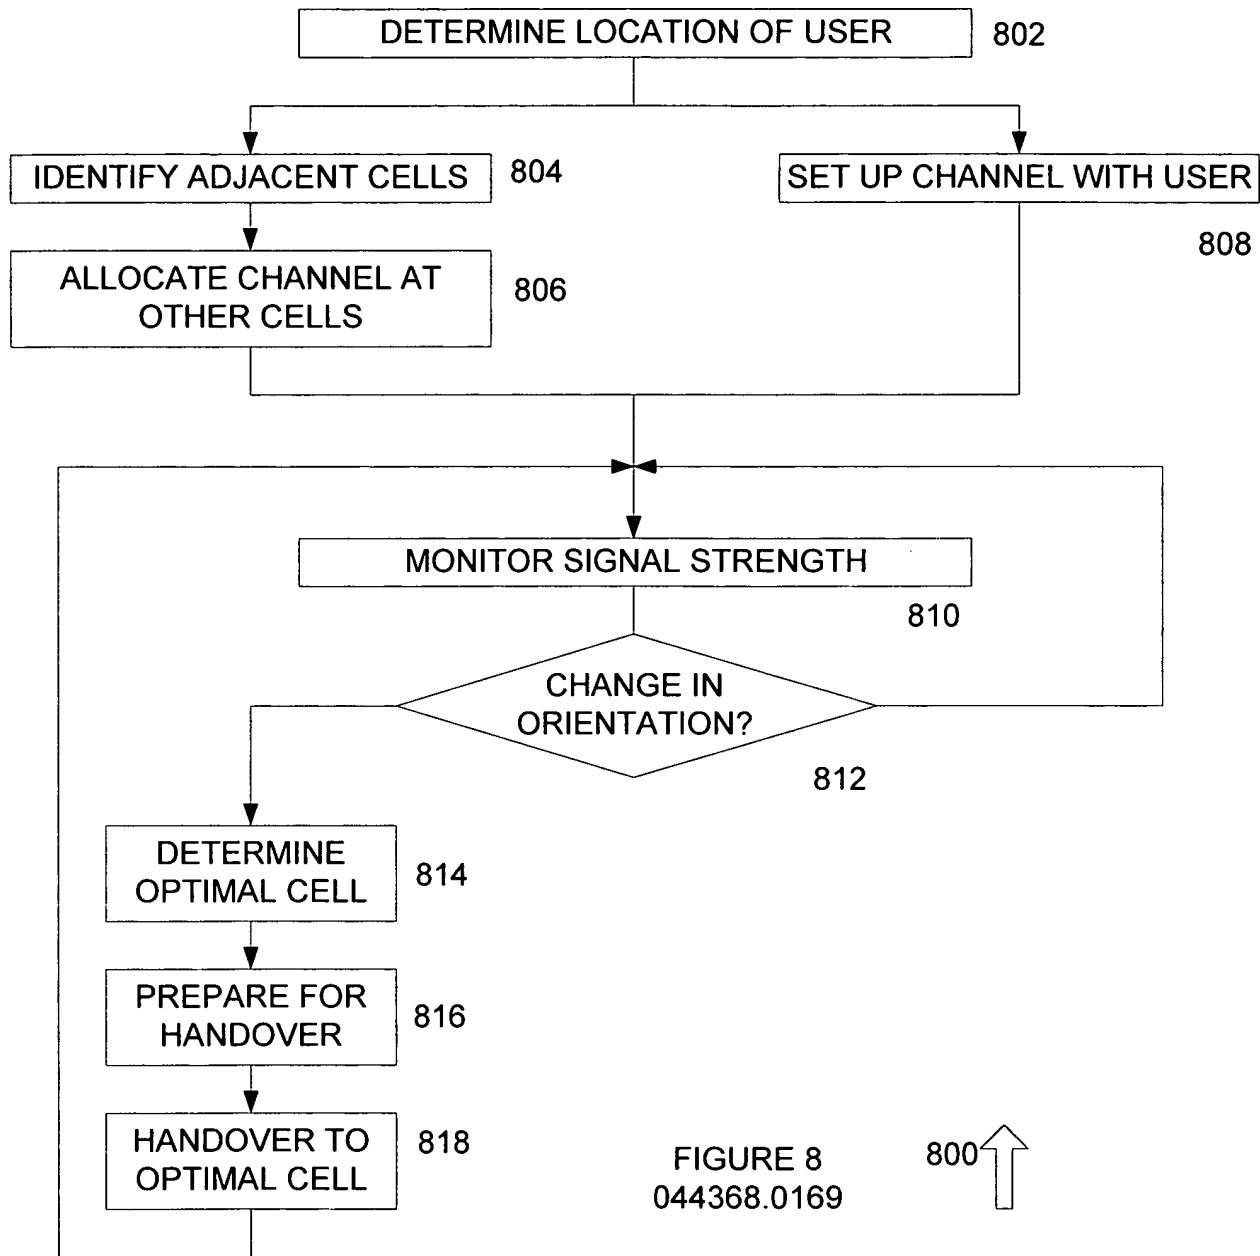 DETERMINE LOCATION OF USER
802
IDENTIFY ADJACENT CELLS
804
SET UP CHANNEL WITH USER
808
ALLOCATE CHANNEL AT
OTHER CELLS
806
MONITOR SIGNAL STRENGTH
810
CHANGE IN
ORIENTATION?
812
DETERMINE
OPTIMAL CELL
814
PREPARE FOR
HANDOVER
816
HANDOVER TO
OPTIMAL CELL
818
FIGURE 8
044368.0169
800